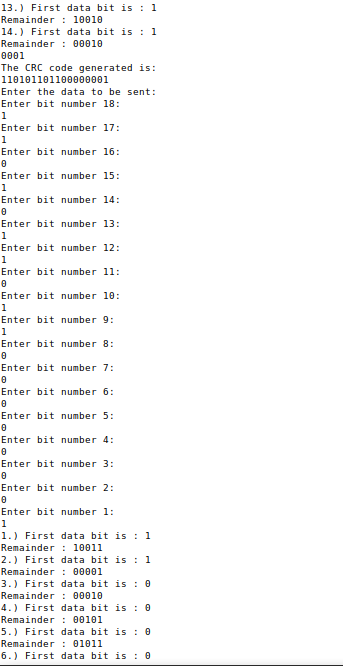 13.) First data bit is : 1
Remainder : 10010
14.) First data bit is : 1
Remainder : 00010
0001
The CRC code generated is:
110101101100000001
Enter the data to be sent:
Enter bit number 18:
1
Enter bit number 17:
1
Enter bit number 16:
0
Enter bit number 15:
1
Enter bit number 14:
0
Enter bit number 13:
1
Enter bit number 12:
1
Enter bit number 11:
0
Enter bit number 10:
1
Enter bit number 9:
1
Enter bit number 8:
0
Enter bit number 7:
0
Enter bit number 6:
0
Enter bit number 5:
0
Enter bit number 4:
0
Enter bit number 3:
0
Enter bit number 2:
0
Enter bit number 1:
1
1.) First data bit is : 1
Remainder : 10011
2.) First data bit is : 1
Remainder : 00001
3.) First data bit is : 0
Remainder : 00010
4.) First data bit is : 0
Remainder : 00101
5.) First data bit is : 0
Remainder : 01011
6.) First data bit is : 0